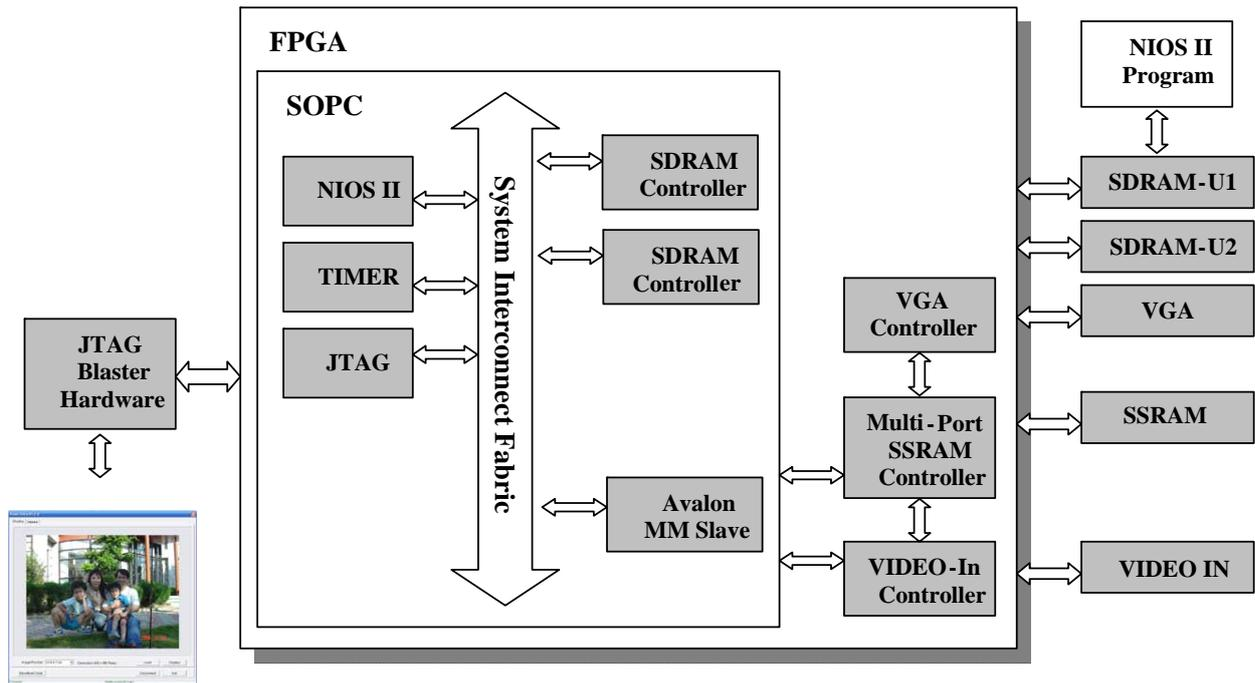 FPGA
SOPC
NIOS II
TIMER
JTAG
System Interconnect Fabric
SDRAM
Controller
SDRAM
Controller
Avalon
MM Slave
VGA
Controller
Multi-Port
SSRAM
Controller
VIDEO-In
Controller
NIOS II
Program
SDRAM-U1
SDRAM-U2
VGA
SSRAM
VIDEO IN
JTAG
Blaster
Hardware